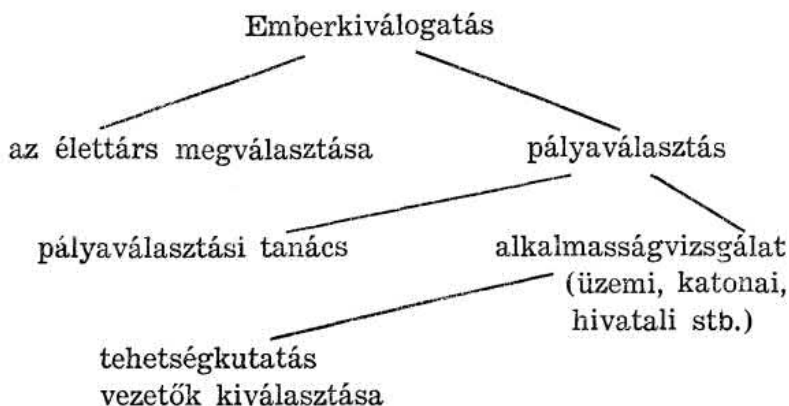 Emberkiválogatás
az élettárs megválasztása
pályaválasztás
pályaválasztási tanács
alkalmasságvizsgálat
(üzemi, katonai,
hivatali stb.)
tehetségkutatás
vezetők kiválasztása